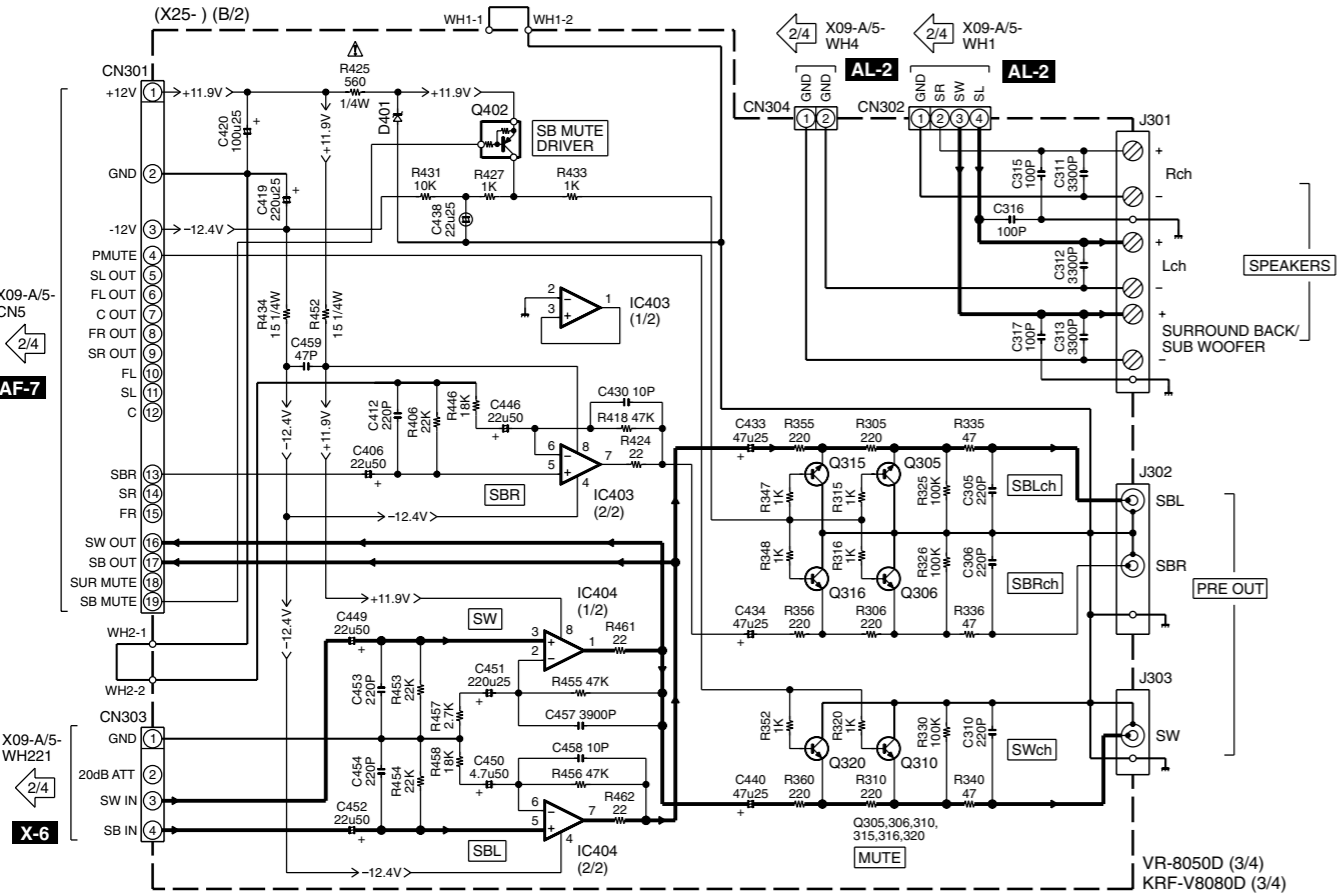 (X25- ) (B/2)
WH1-1
WH1-2
2/4
X09-A/5-
WH4
AL-2
2/4
X09-A/5-
WH1
AL-2
CN304
GND
GND
1
2
CN302
GND
SR
SW
SL
1
2
3
4
CN301
+12V
1
+11.9V
R425
560
1/4W
+11.9V
C420
100u25
+
+11.9V
D401
Q402
SB MUTE
DRIVER
GND
2
C419
220u25
+
R431
10K
R427
1K
R433
1K
C438
22u25
-12V
3
−12.4V
PMUTE
4
SL OUT
5
FL OUT
6
C OUT
7
FR OUT
8
SR OUT
9
FL
10
SL
11
C
12
SBR
13
SR
14
FR
15
SW OUT
16
SB OUT
17
SUR MUTE
18
SB MUTE
19
X09-A/5-
CN5
2/4
AF-7
R434
15 1/4W
R452
15 1/4W
C459
47P
2
3
−
+
1
IC403
(1/2)
−12.4V
+11.9V
C412
220P
R406
22K
R446
18K
C446
22u50
+
C430 10P
R418 47K
R424
22
C406
22u50
+
6
5
−
+
8
7
4
SBR
IC403
(2/2)
−12.4V
J301
+
Rch
−
C315
100P
C311
3300P
C316
100P
+
Lch
−
C312
3300P
+
SURROUND BACK/
SUB WOOFER
−
C317
100P
C313
3300P
SPEAKERS
C433
47u25
+
R355
220
R305
220
R335
47
Q315
Q305
R347
1K
R315
1K
R325
100K
C305
220P
SBLch
R348
1K
R316
1K
R326
100K
C306
220P
SBRch
Q316
Q306
C434
47u25
+
R356
220
R306
220
R336
47
J302
SBL
SBR
PRE OUT
WH2-1
WH2-2
−12.4V
+11.9V
C449
22u50
+
SW
IC404
(1/2)
3
2
+
−
8
1
R461
22
C451
220u25
+
R455 47K
C457 3900P
C453
220P
R453
22K
R457
2.7K
C454
220P
R454
22K
R458
18K
C450
4.7u50
+
C458 10P
R456 47K
R462
22
C452
22u50
+
6
5
−
+
7
4
SBL
IC404
(2/2)
−12.4V
CN303
GND
1
20dB ATT
2
SW IN
3
SB IN
4
X09-A/5-
WH221
2/4
X-6
R352
1K
R320
1K
R330
100K
C310
220P
SWch
Q320
Q310
C440
47u25
+
R360
220
R310
220
R340
47
J303
SW
Q305,306,310,
315,316,320
MUTE
VR-8050D (3/4)
KRF-V8080D (3/4)